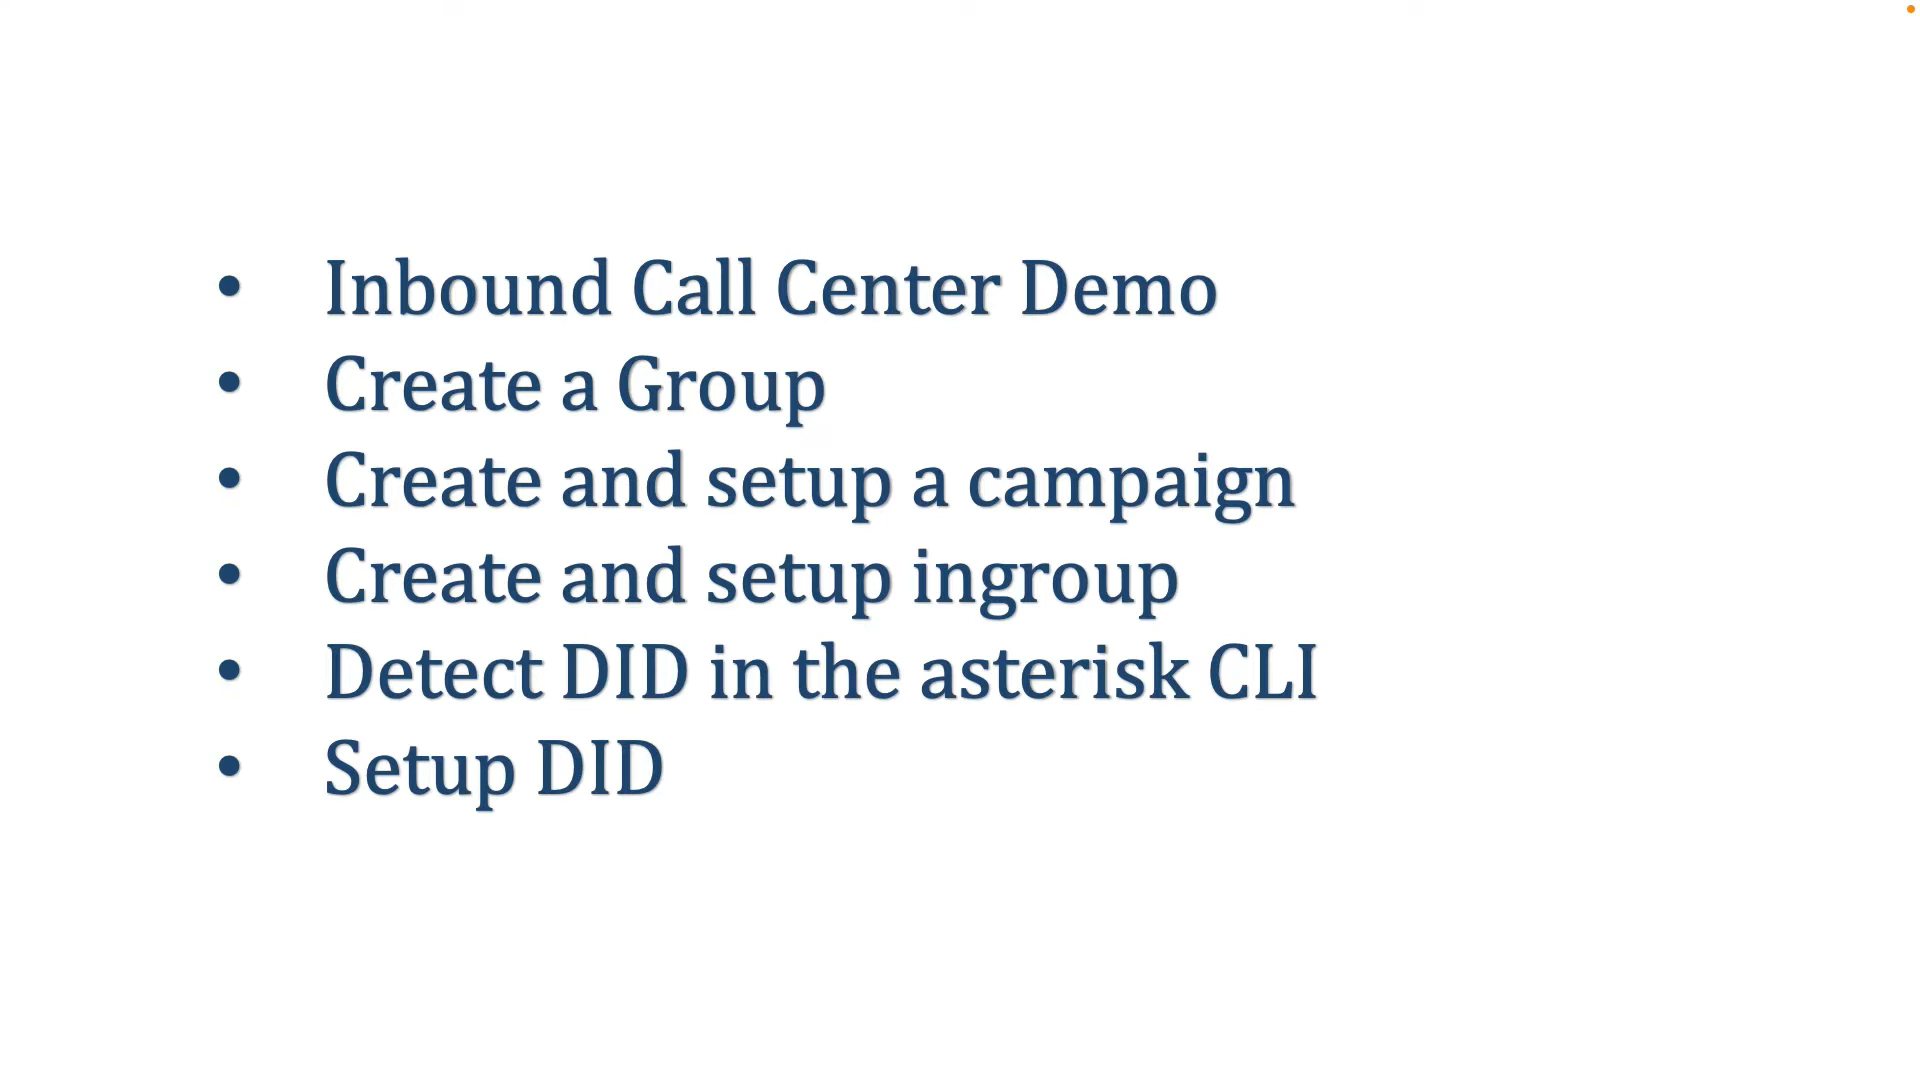 • Inbound Call Center Demo
• Create a Group
• Create and setup a campaign
• Create and setup ingroup
• Detect DID in the asterisk CLI
• Setup DID